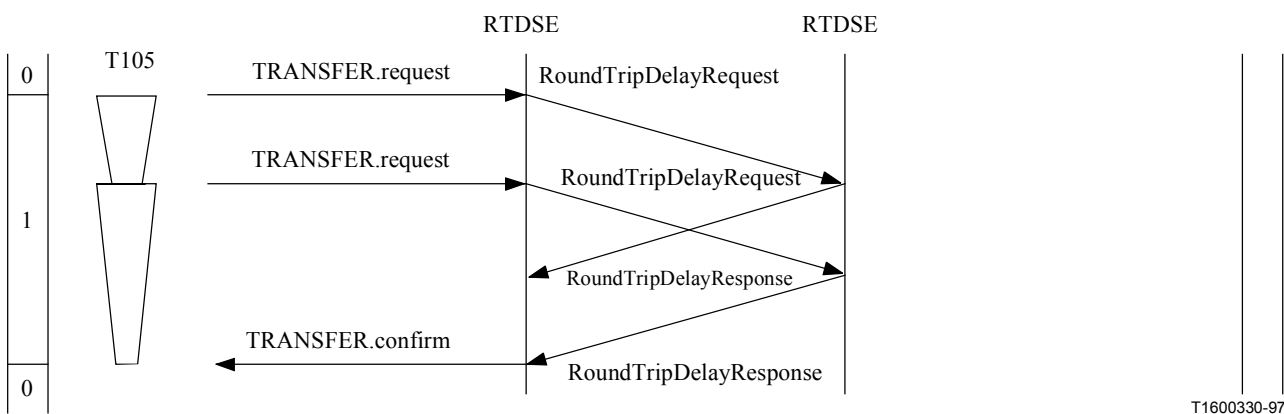 RTDSE RTDSE
T105
0 TRANSFER.request RoundTripDelayRequest
TRANSFER.request RoundTripDelayRequest
1
RoundTripDelayResponse
TRANSFER.confirm
RoundTripDelayResponse
0
T1600330-97